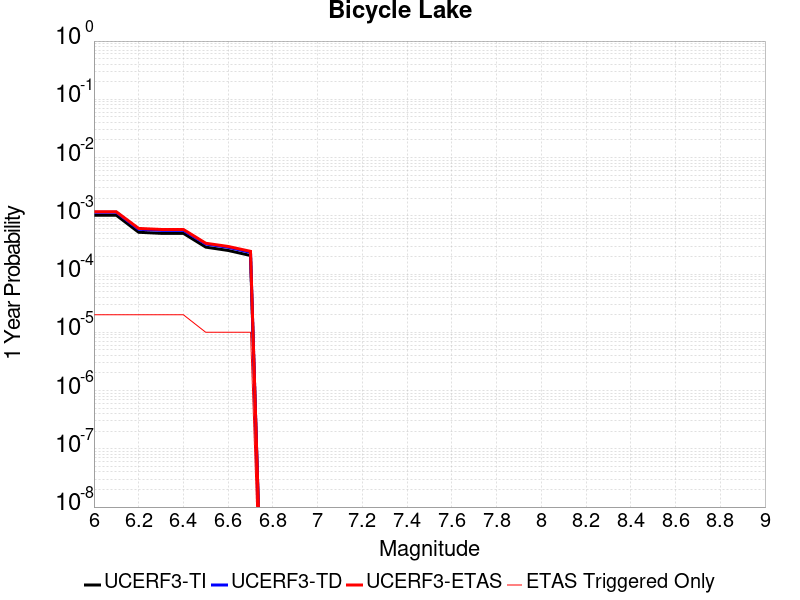 Bicycle Lake
10^0
10^-1
10^-2
10^-3
10^-4
10^-5
10^-6
10^-7
10^-8
1 Year Probability
6 6.2 6.4 6.6 6.8 7 7.2 7.4 7.6 7.8 8 8.2 8.4 8.6 8.8 9
Magnitude
UCERF3-TI UCERF3-TD UCERF3-ETAS ETAS Triggered Only